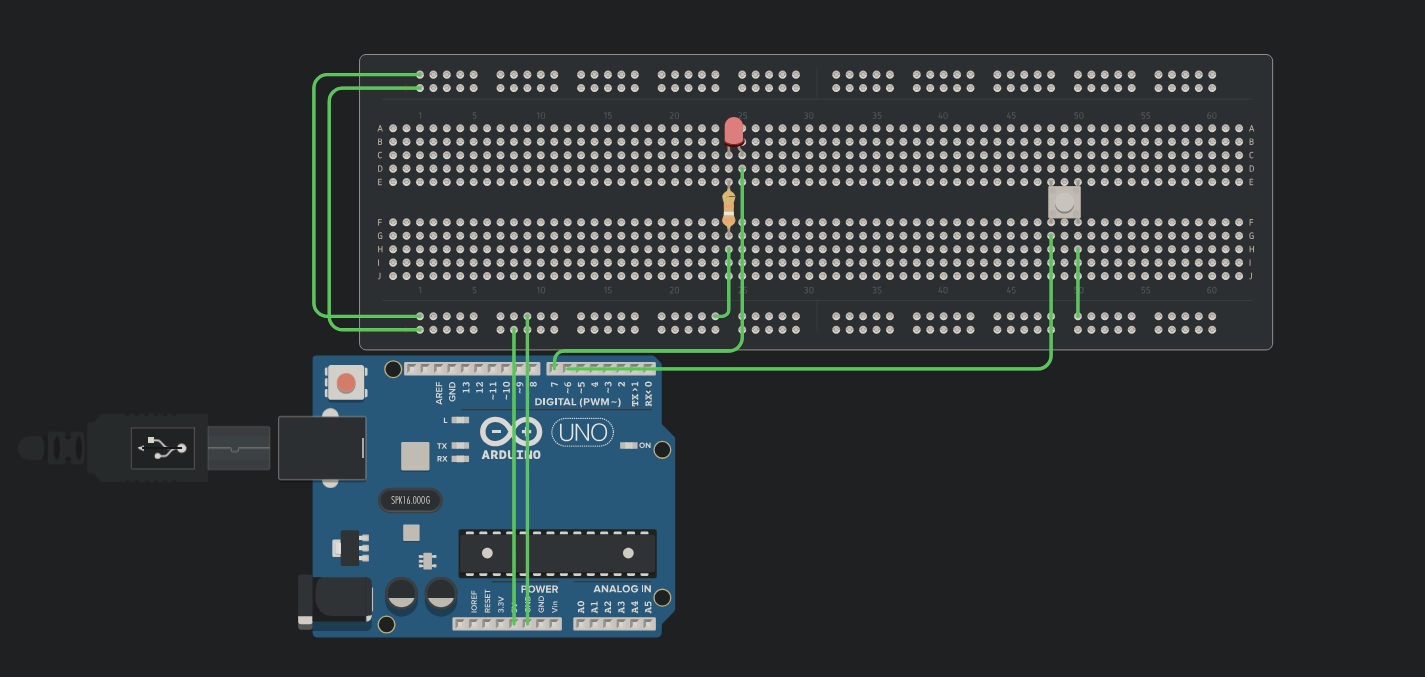 1 5 10 15 20 25 30 35 40 45 50 55 60
A A
B B
C C
D D
E E
F F
G G
H H
I I
J J
1 5 10 15 20 25 30 35 40 45 50 55 60
AREF GND 13 12 ~11 ~10 ~9 8 7 ~6 ~5 4 ~3 2 TX>1 RX<0
DIGITAL (PWM~)
L
TX
RX
ARDUINO
UNO
ON
A
SPK16.000G
POWER ANALOG IN
IOREF RESET 3.3V 5V GND GND Vin A0 A1 A2 A3 A4 A5